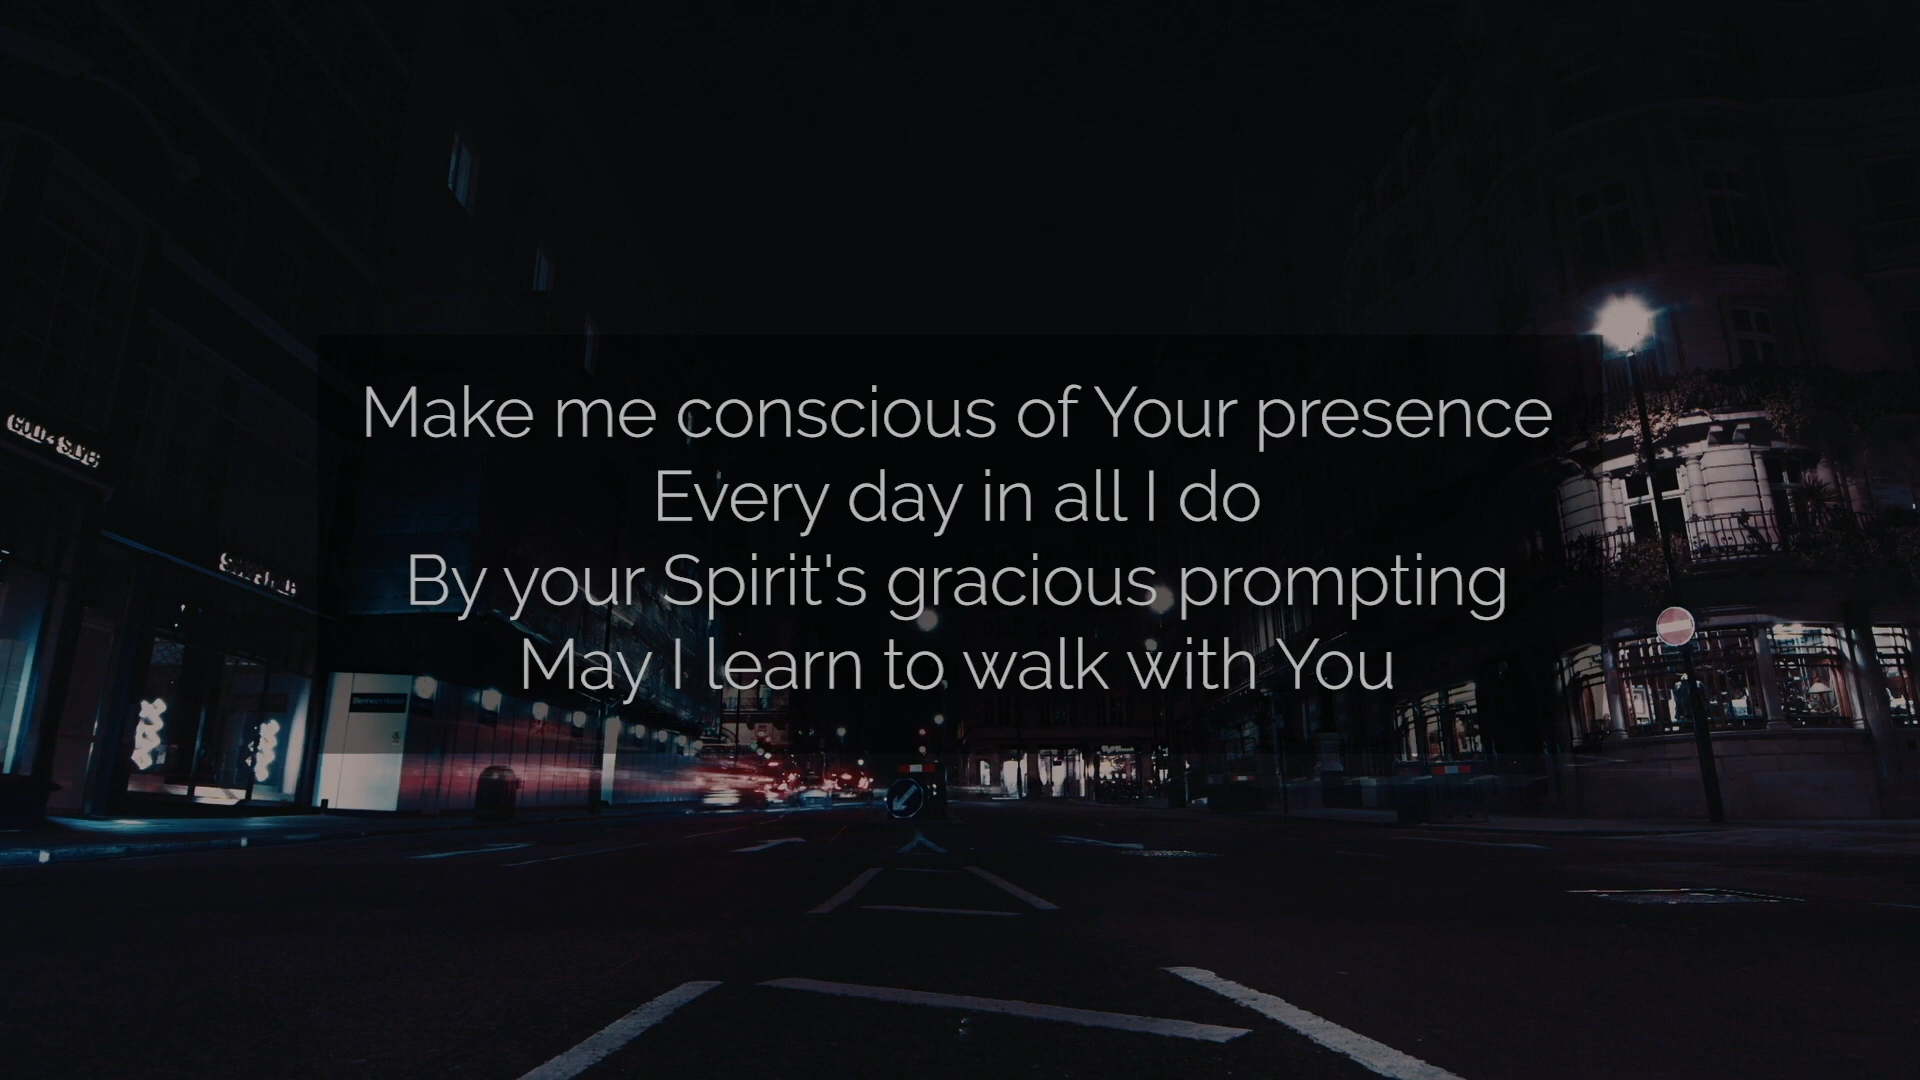 Make me conscious of Your presence
Every day in all I do
By your Spirit's gracious prompting
May I learn to walk with You